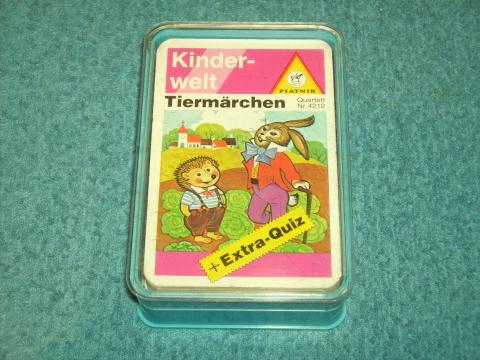 Kinder-
welt
PIATNIK
Tiermärchen
Quartett
Nr. 4212
+ Extra-Quiz